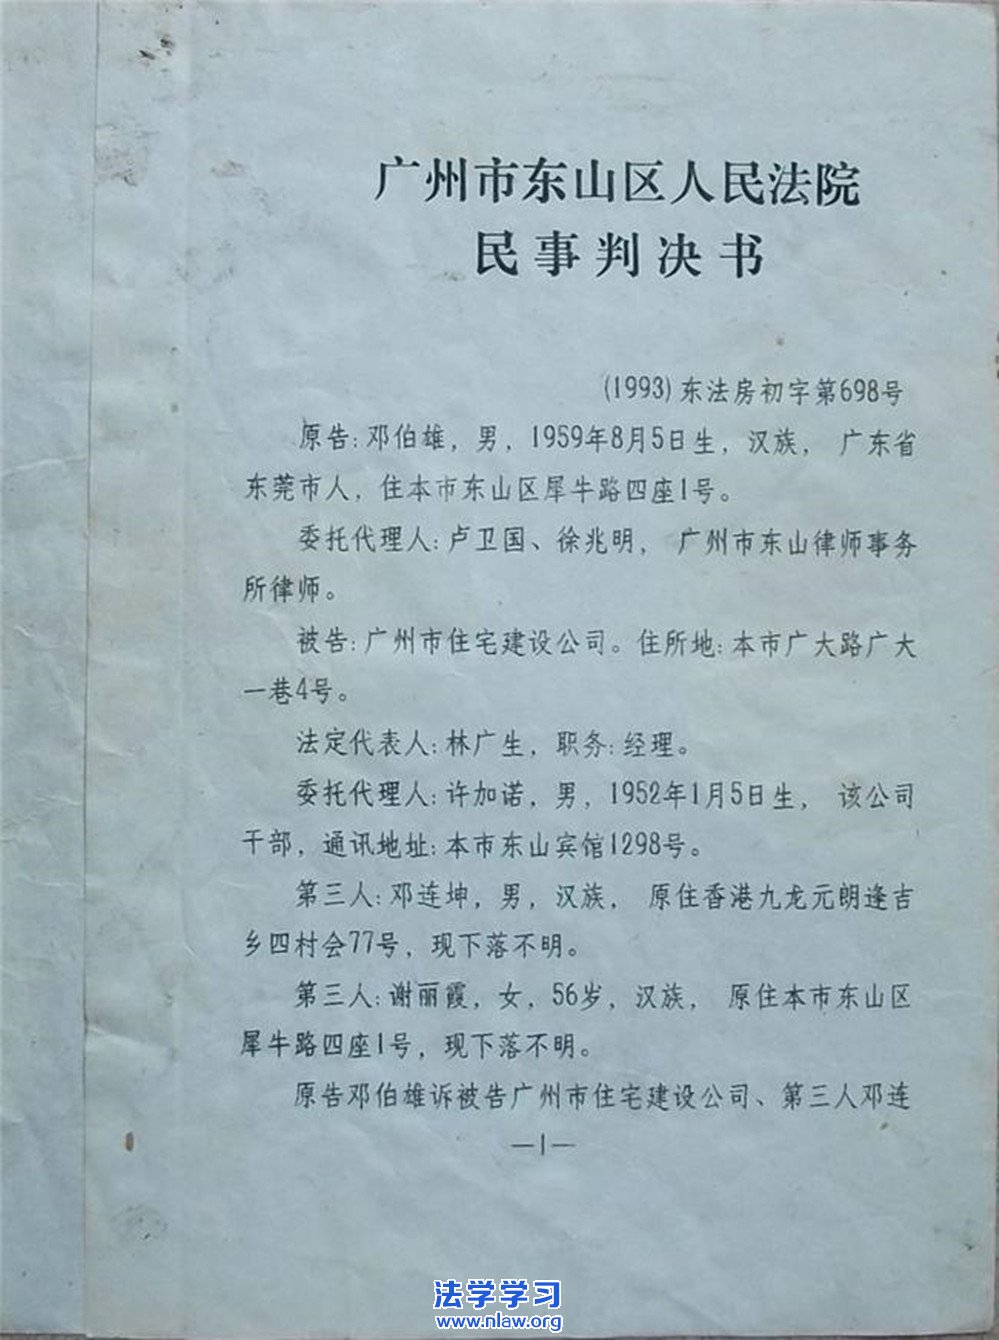 广州市东山区人民法院
民事判决书
(1993)东法房初字第698号
原告:邓伯雄，男，1959年8月5日生，汉族， 广东省
东莞市人，住本市东山区犀牛路四座1号。
委托代理人:卢卫国、徐兆明， 广州市东山律师事务
所律师。
被告:广州市住宅建设公司。住所地:本市广大路广大
一巷4号。
法定代表人:林广生，职务:经理。
委托代理人:许加诺，男，1952年1月5日生， 该公司
干部，通讯地址:本市东山宾馆1298号。
第三人:邓连坤，男，汉族， 原住香港九龙元朗逢吉
乡四村会77号，现下落不明。
第三人:谢丽霞，女，56岁，汉族， 原住本市东山区
犀牛路四座1号，现下落不明。
原告邓伯雄诉被告广州市住宅建设公司、第三人邓连
—1—
法学学习
www.nlaw.org